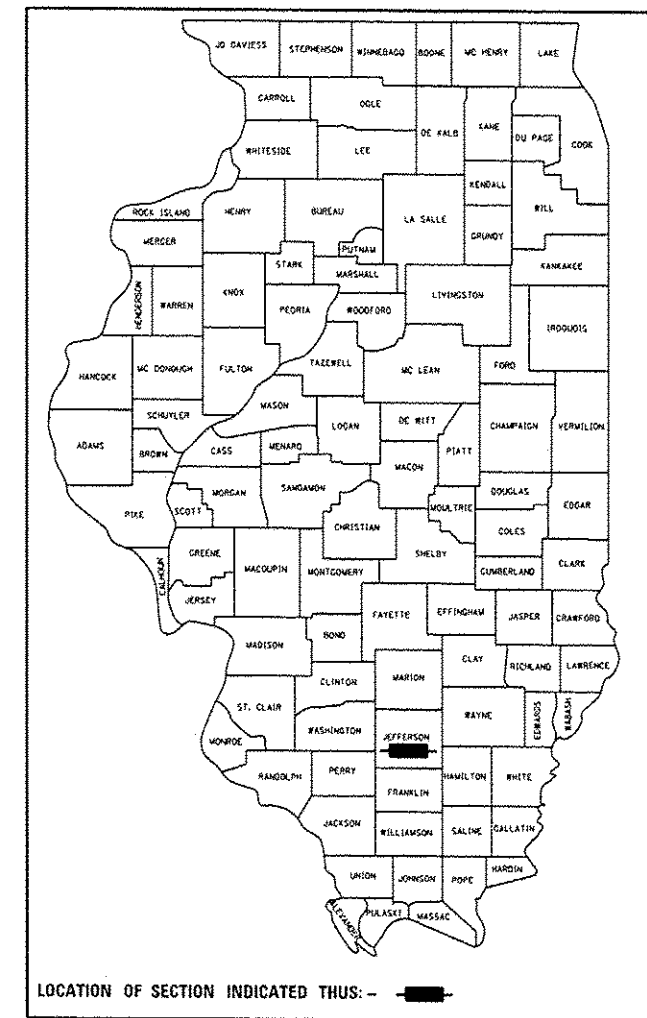 JO DAVIESS STEPHENSON WINNEBAGO BOONE MC HENRY LAKE
CARROLL OGLE DE KALB KANE DU PAGE COOK
WHITESIDE LEE
KENDALL WILL
ROCK ISLAND HENRY BUREAU LA SALLE GRUNDY
MERCER PUTNAM
STARK MARSHALL KANKAKEE
HENDERSON WARREN KNOX PEORIA WOODFORD LIVINGSTON IROQUOIS
HANCOCK MC DONOUGH FULTON TAZEWELL MC LEAN FORD
SCHUYLER MASON LOGAN DE WITT CHAMPAIGN VERMILION
ADAMS BROWN CASS MENARD MACON PIATT
PIKE SCOTT MORGAN SANGAMON CHRISTIAN MOULTRIE DOUGLAS EDGAR
COLES
CALHOUN GREENE MACOUPIN MONTGOMERY SHELBY CUMBERLAND CLARK
JERSEY FAYETTE EFFINGHAM JASPER CRAWFORD
MADISON BOND
CLAY RICHLAND LAWRENCE
CLINTON MARION
ST. CLAIR WAYNE EDWARDS WABASH
MONROE WASHINGTON JEFFERSON
RANDOLPH PERRY HAMILTON WHITE
FRANKLIN
JACKSON WILLIAMSON SALINE GALLATIN
UNION JOHNSON POPE HARDIN
ALEXANDER PULASKI MASSAC
LOCATION OF SECTION INDICATED THUS: -